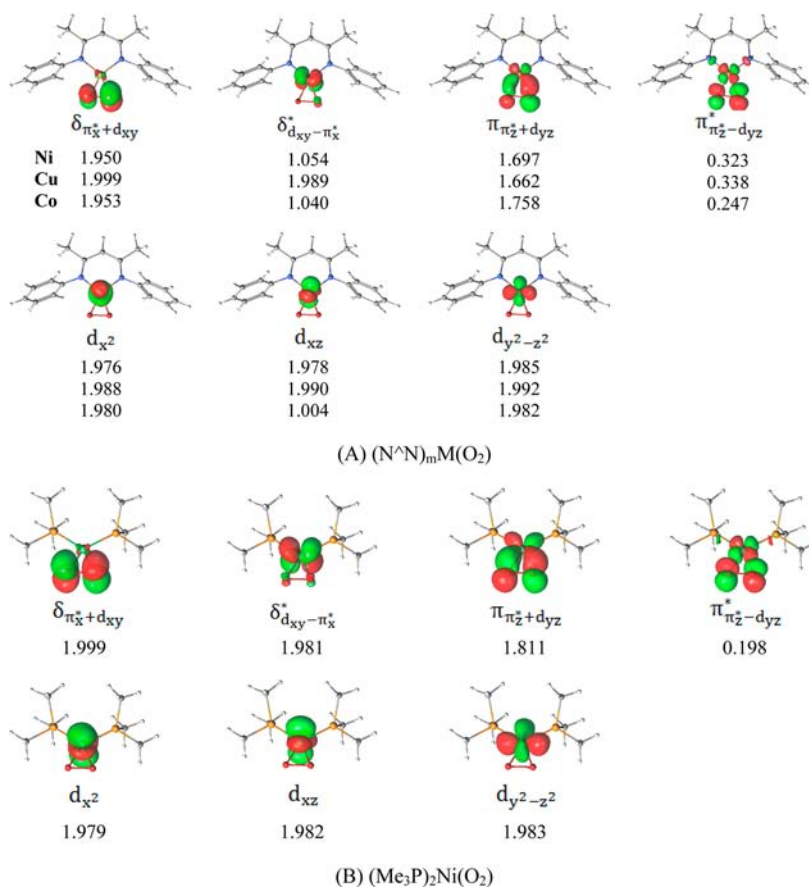 δπ*x+dxy δ*dxy−π*x ππ*z+dyz π*π*z−dyz
Ni 1.950 1.054 1.697 0.323
Cu 1.999 1.989 1.662 0.338
Co 1.953 1.040 1.758 0.247
dx² dxz dy²−z²
1.976 1.978 1.985
1.988 1.990 1.992
1.980 1.004 1.982
(A) (N^N)mM(O₂)
δπ*x+dxy δ*dxy−π*x ππ*z+dyz π*π*z−dyz
1.999 1.981 1.811 0.198
dx² dxz dy²−z²
1.979 1.982 1.983
(B) (Me₃P)₂Ni(O₂)